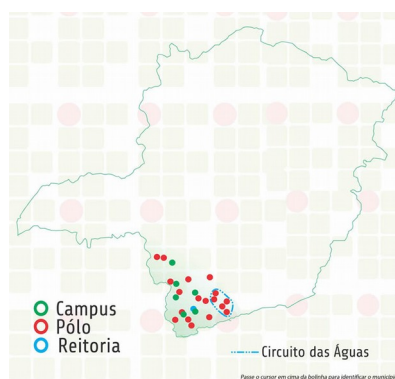 Campus
Pólo
Reitoria
Circuito das Águas
Passe o cursor em cima da bolinha para identificar o município